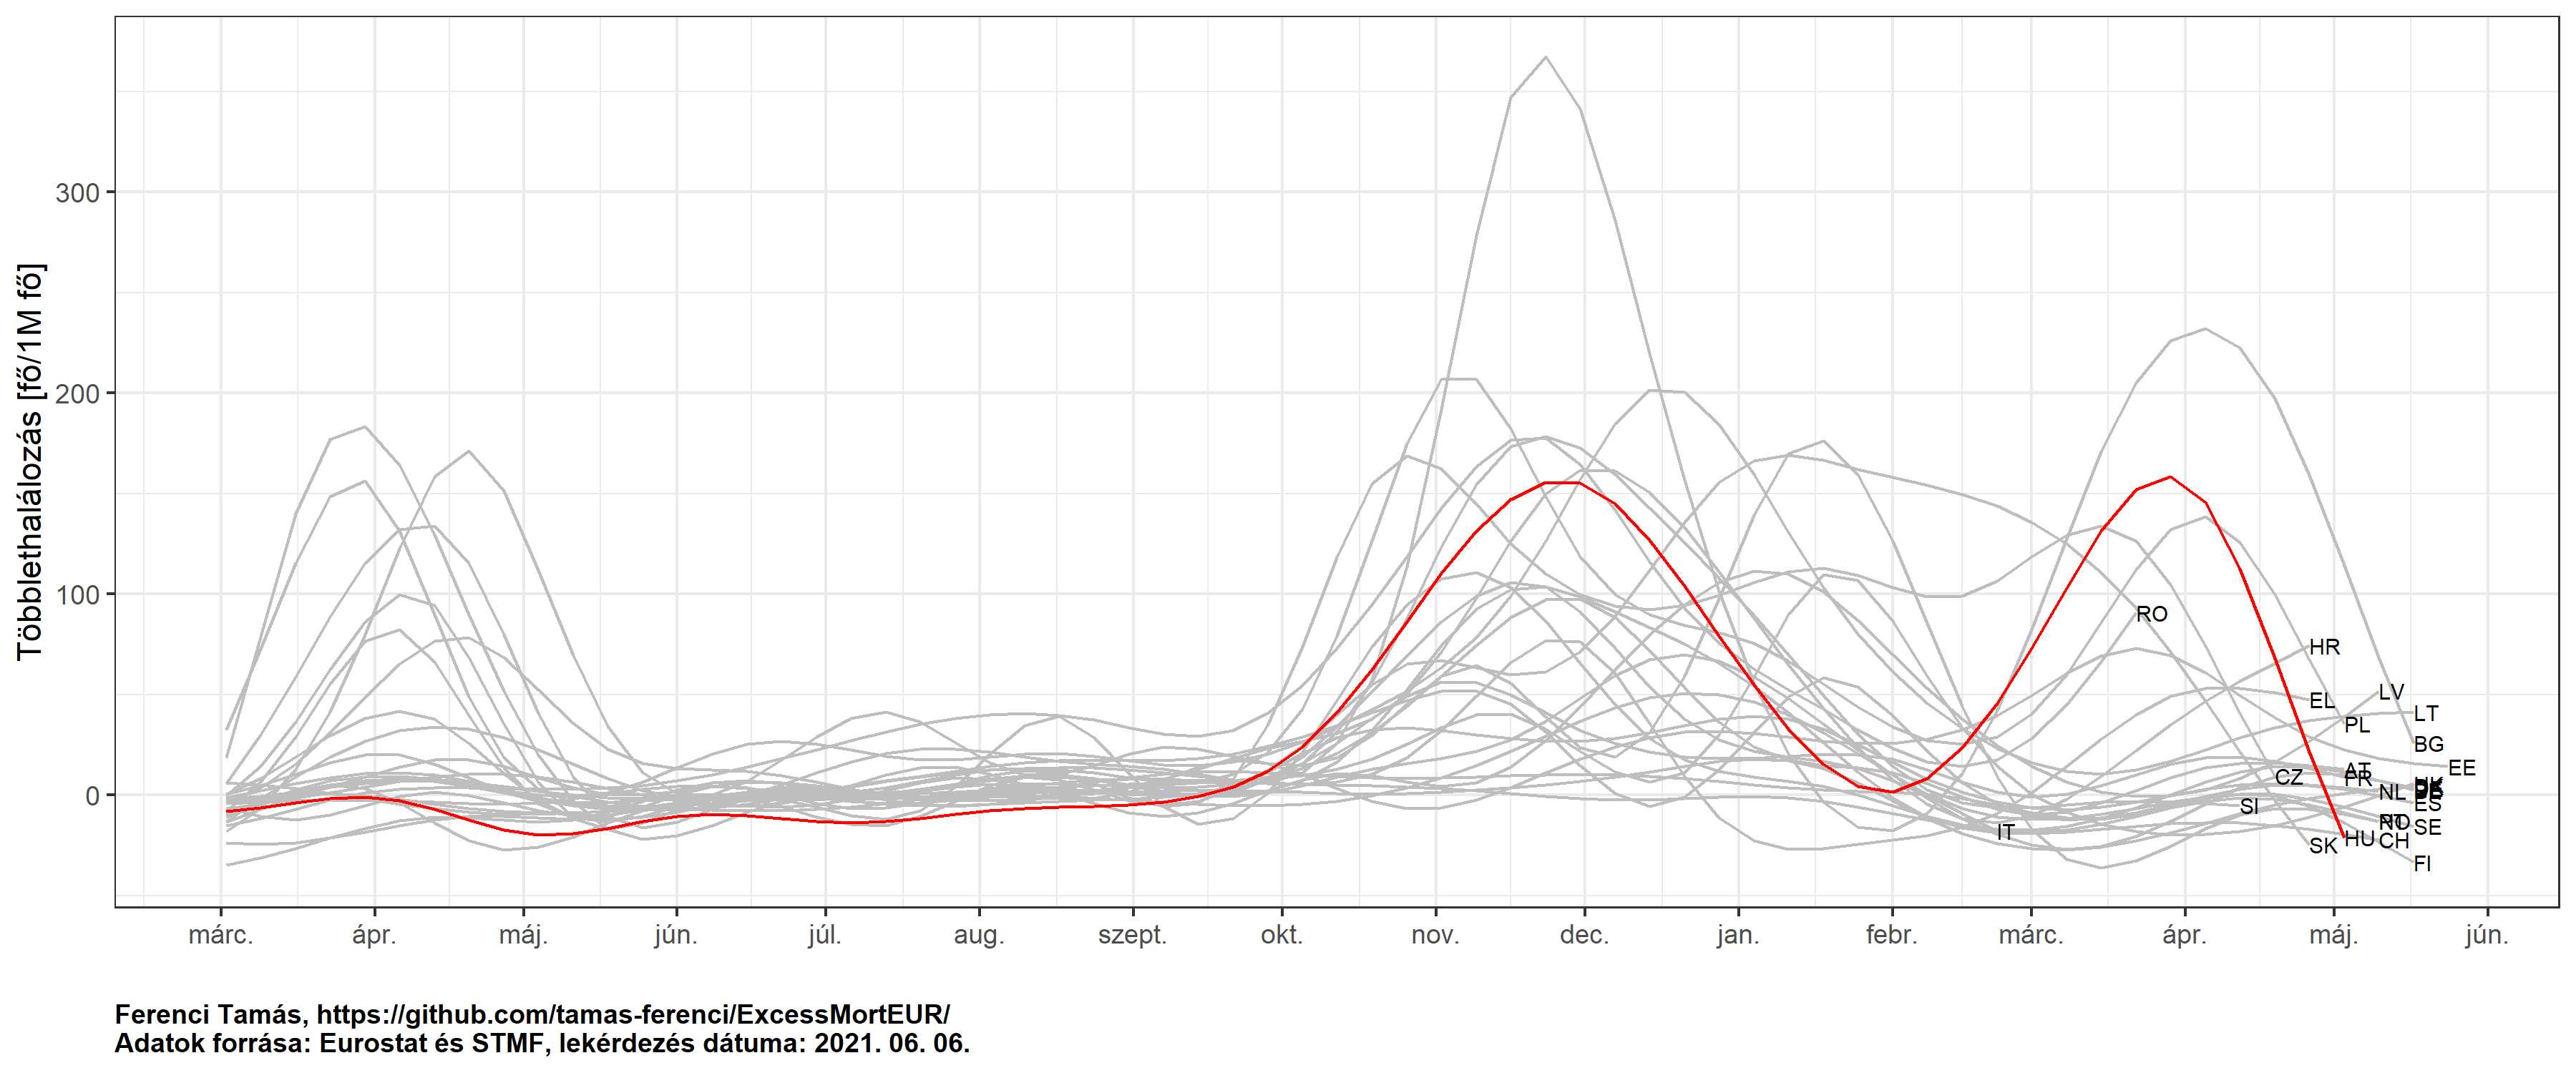 Többlethalálozás [fő/1M fő]
300
200
100
0
RO
HR
LV
EL
LT
PL
BG
EE
AT
FR
CZ
NL
ES
SI
NO
SE
IT
HU
CH
SK
FI
márc. ápr. máj. jún. júl. aug. szept. okt. nov. dec. jan. febr. márc. ápr. máj. jún.
Ferenci Tamás, https://github.com/tamas-ferenci/ExcessMortEUR/
Adatok forrása: Eurostat és STMF, lekérdezés dátuma: 2021. 06. 06.